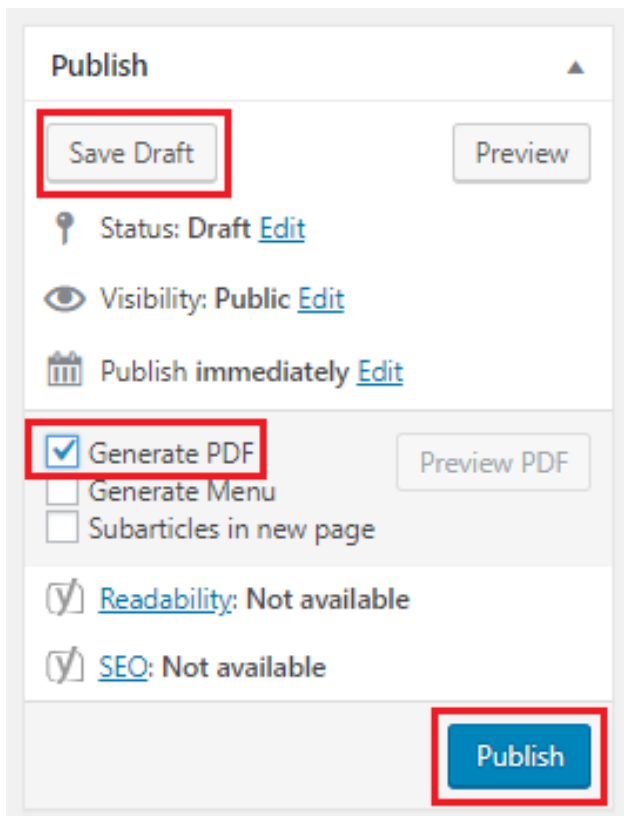 Publish
Save Draft
Preview
Status: Draft Edit
Visibility: Public Edit
Publish immediately Edit
Generate PDF
Preview PDF
Generate Menu
Subarticles in new page
Readability: Not available
SEO: Not available
Publish